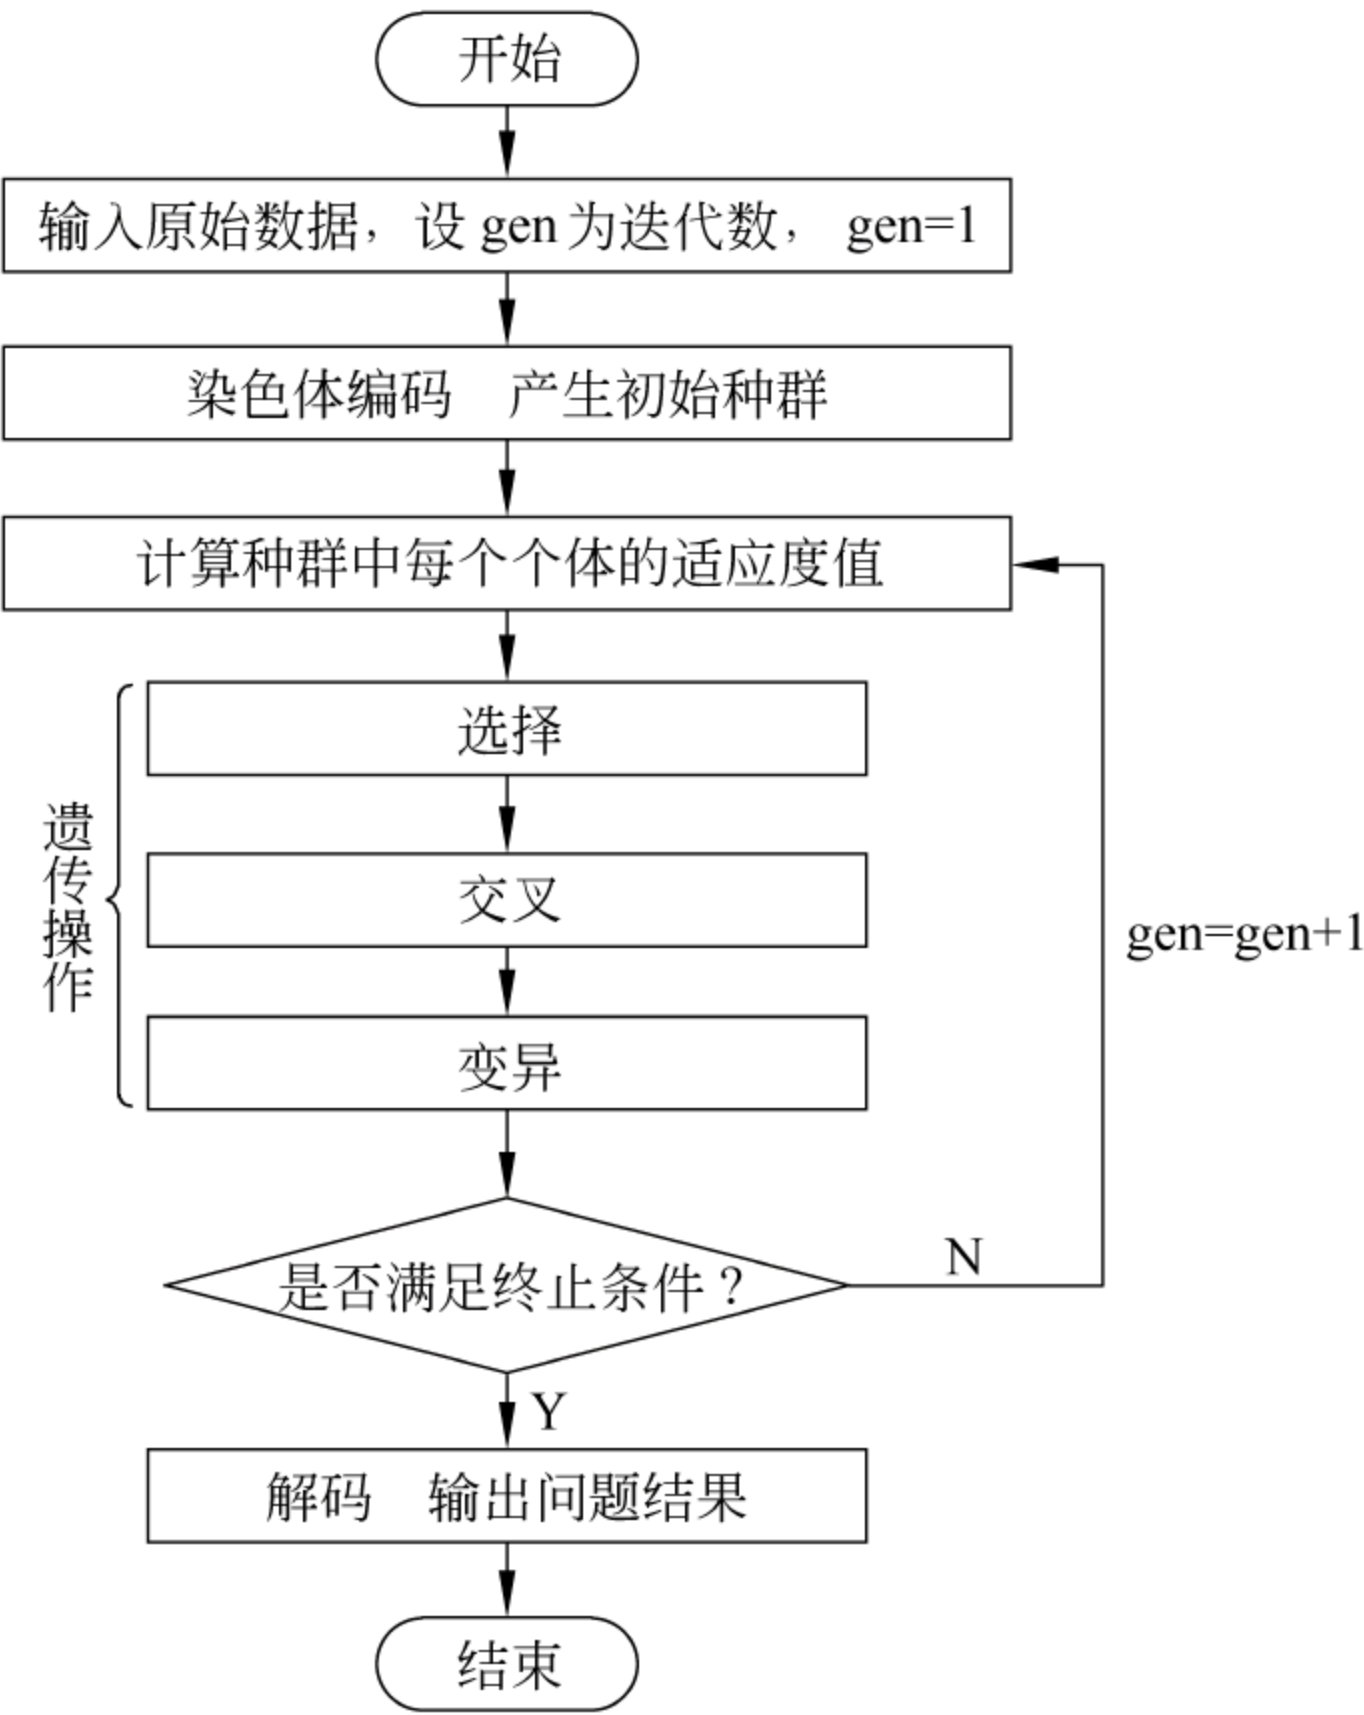 开始
输入原始数据，设 gen 为迭代数， gen=1
染色体编码 产生初始种群
计算种群中每个个体的适应度值
选择
遗传操作
交叉
gen=gen+1
变异
是否满足终止条件？
N
Y
解码 输出问题结果
结束